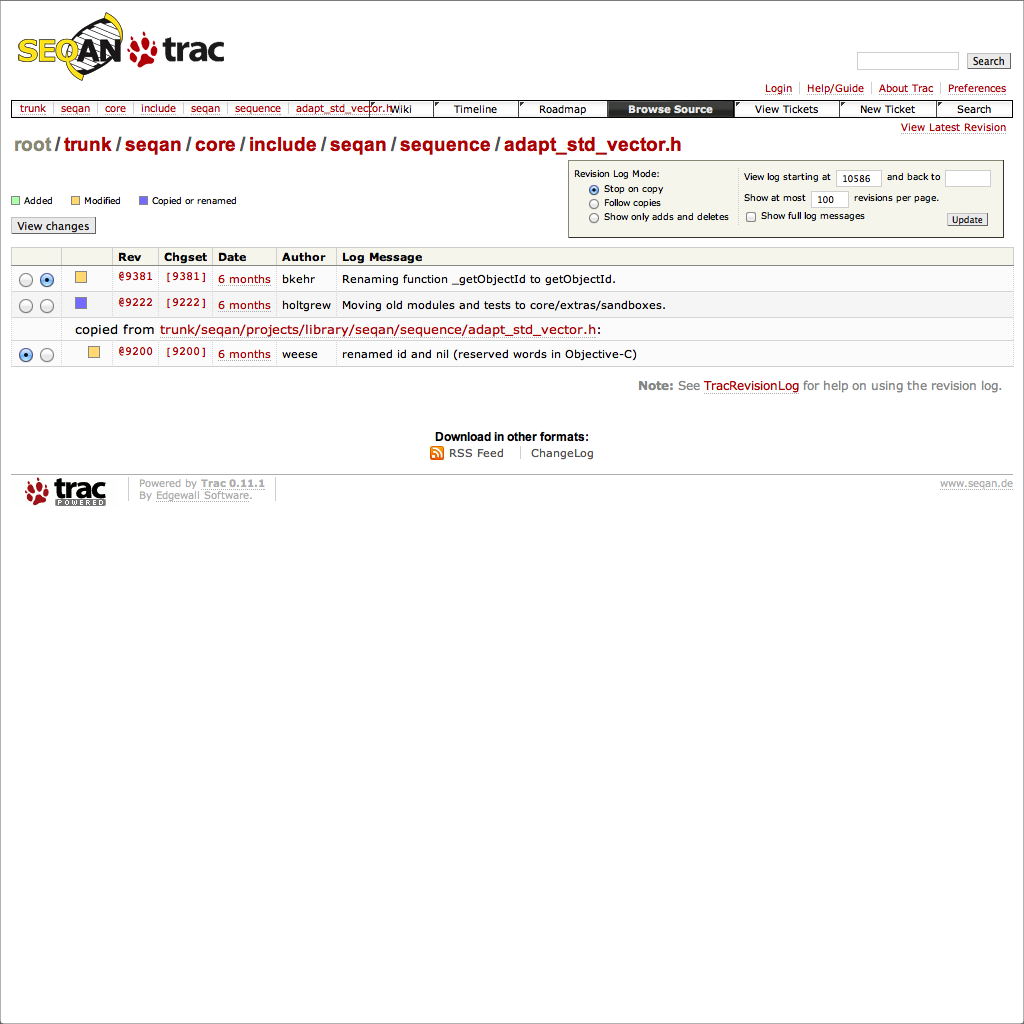 SEQAN trac
Search
Login Help/Guide About Trac Preferences
trunk seqan core include seqan sequence adapt_std_vector.h Wiki Timeline Roadmap Browse Source View Tickets New Ticket Search
View Latest Revision
root / trunk / seqan / core / include / seqan / sequence / adapt_std_vector.h
Revision Log Mode:
Stop on copy
Follow copies
Show only adds and deletes
View log starting at 10586 and back to
Show at most 100 revisions per page.
Show full log messages
Update
Added Modified Copied or renamed
View changes
Rev Chgset Date Author Log Message
@9381 [9381] 6 months bkehr Renaming function _getObjectId to getObjectId.
@9222 [9222] 6 months holtgrew Moving old modules and tests to core/extras/sandboxes.
copied from trunk/seqan/projects/library/seqan/sequence/adapt_std_vector.h:
@9200 [9200] 6 months weese renamed id and nil (reserved words in Objective-C)
Note: See TracRevisionLog for help on using the revision log.
Download in other formats:
RSS Feed ChangeLog
trac POWERED
Powered by Trac 0.11.1
By Edgewall Software.
www.seqan.de